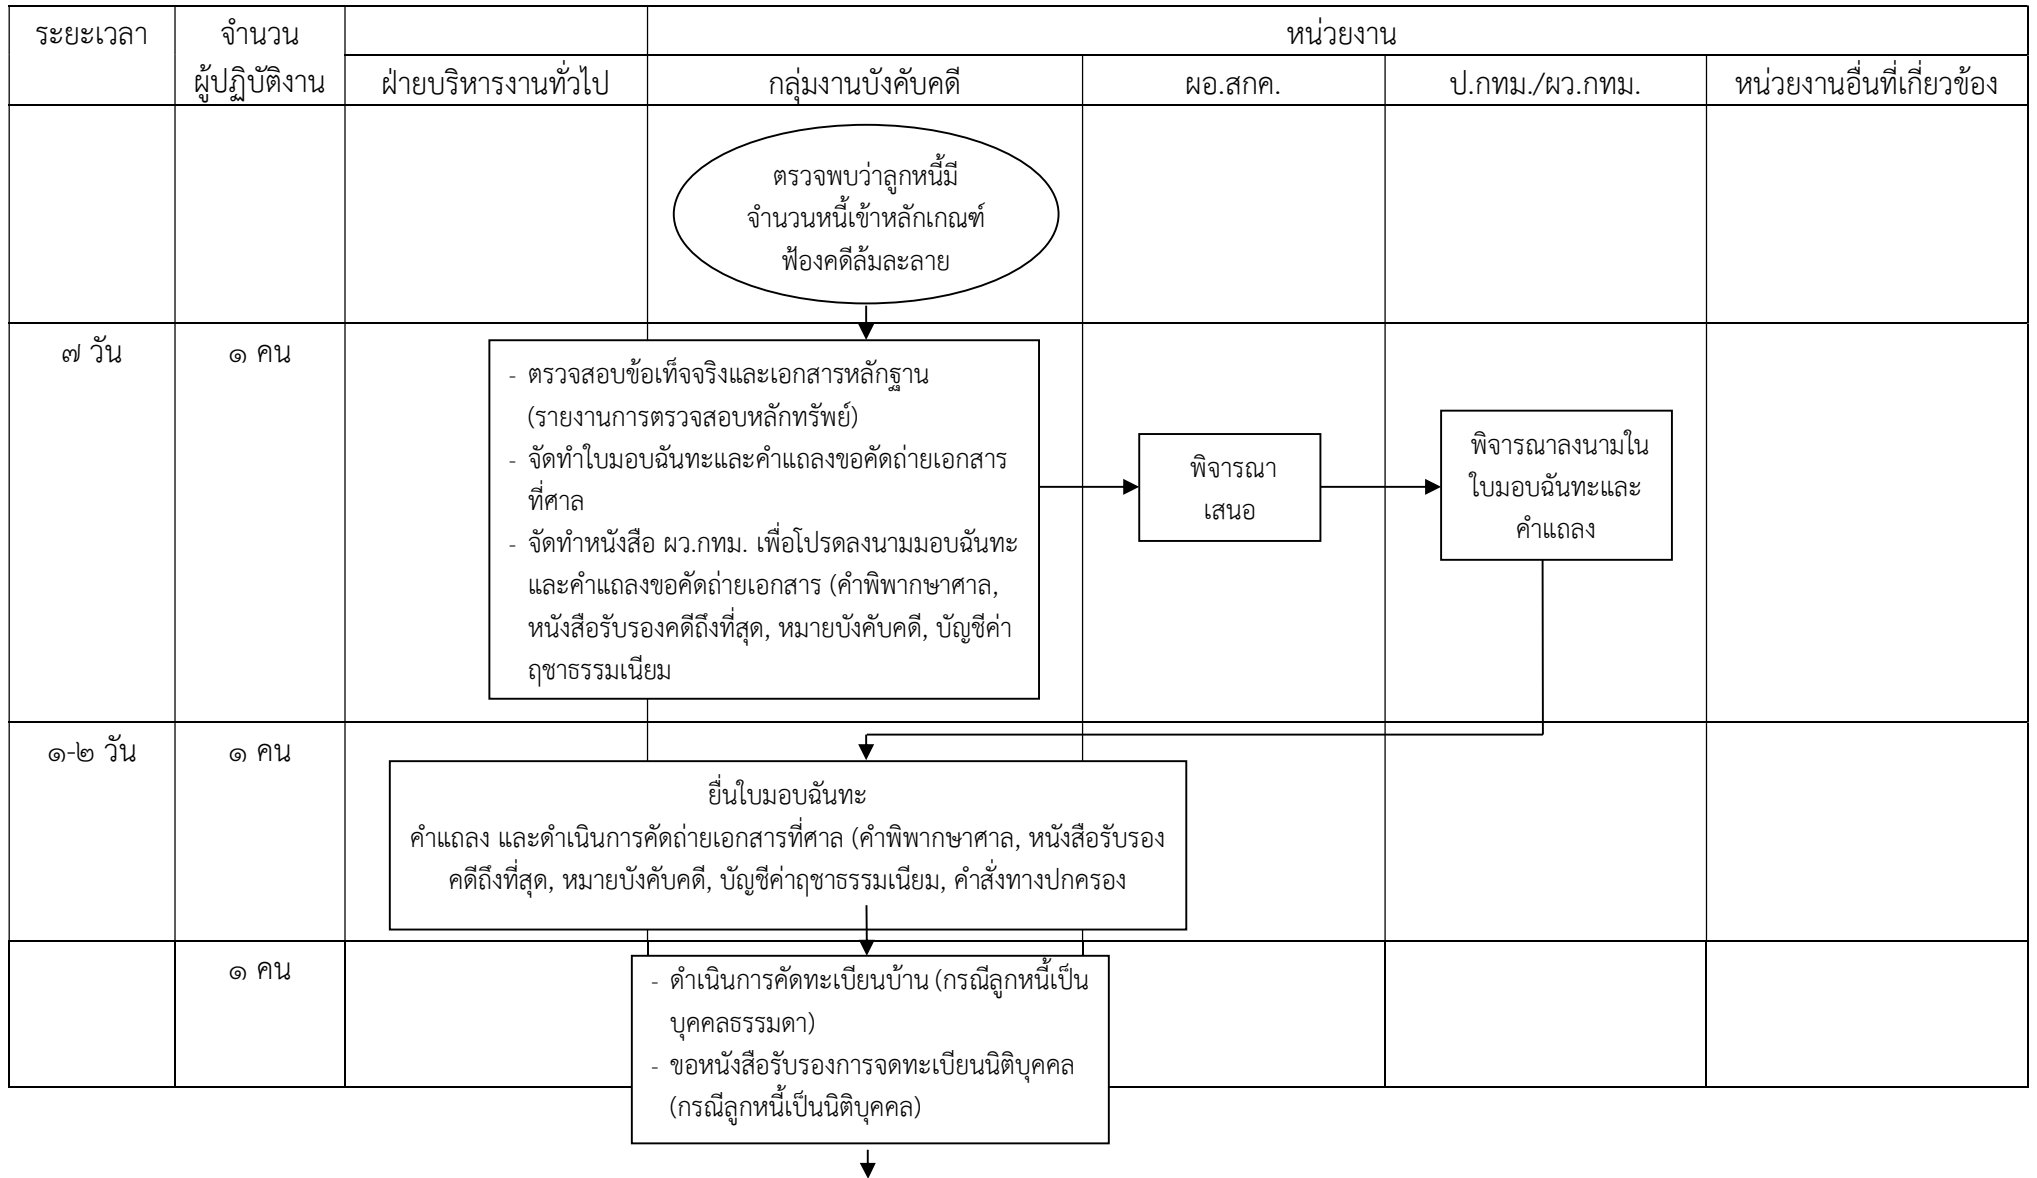 ระยะเวลา
จำนวน
ผู้ปฏิบัติงาน
หน่วยงาน
ฝ่ายบริหารงานทั่วไป
กลุ่มงานบังคับคดี
ผอ.สกค.
ป.กทม./ผว.กทม.
หน่วยงานอื่นที่เกี่ยวข้อง
ตรวจพบว่าลูกหนี้มี
จำนวนหนี้เข้าหลักเกณฑ์
ฟ้องคดีล้มละลาย
๗ วัน
๑ คน
- ตรวจสอบข้อเท็จจริงและเอกสารหลักฐาน
(รายงานการตรวจสอบหลักทรัพย์)
- จัดทำใบมอบฉันทะและคำแถลงขอคัดถ่ายเอกสาร
ที่ศาล
- จัดทำหนังสือ ผว.กทม. เพื่อโปรดลงนามมอบฉันทะ
และคำแถลงขอคัดถ่ายเอกสาร (คำพิพากษาศาล,
หนังสือรับรองคดีถึงที่สุด, หมายบังคับคดี, บัญชีค่า
ฤชาธรรมเนียม
พิจารณา
เสนอ
พิจารณาลงนามใน
ใบมอบฉันทะและ
คำแถลง
๑-๒ วัน
๑ คน
ยื่นใบมอบฉันทะ
คำแถลง และดำเนินการคัดถ่ายเอกสารที่ศาล (คำพิพากษาศาล, หนังสือรับรอง
คดีถึงที่สุด, หมายบังคับคดี, บัญชีค่าฤชาธรรมเนียม, คำสั่งทางปกครอง
๑ คน
- ดำเนินการคัดทะเบียนบ้าน (กรณีลูกหนี้เป็น
บุคคลธรรมดา)
- ขอหนังสือรับรองการจดทะเบียนนิติบุคคล
(กรณีลูกหนี้เป็นนิติบุคคล)